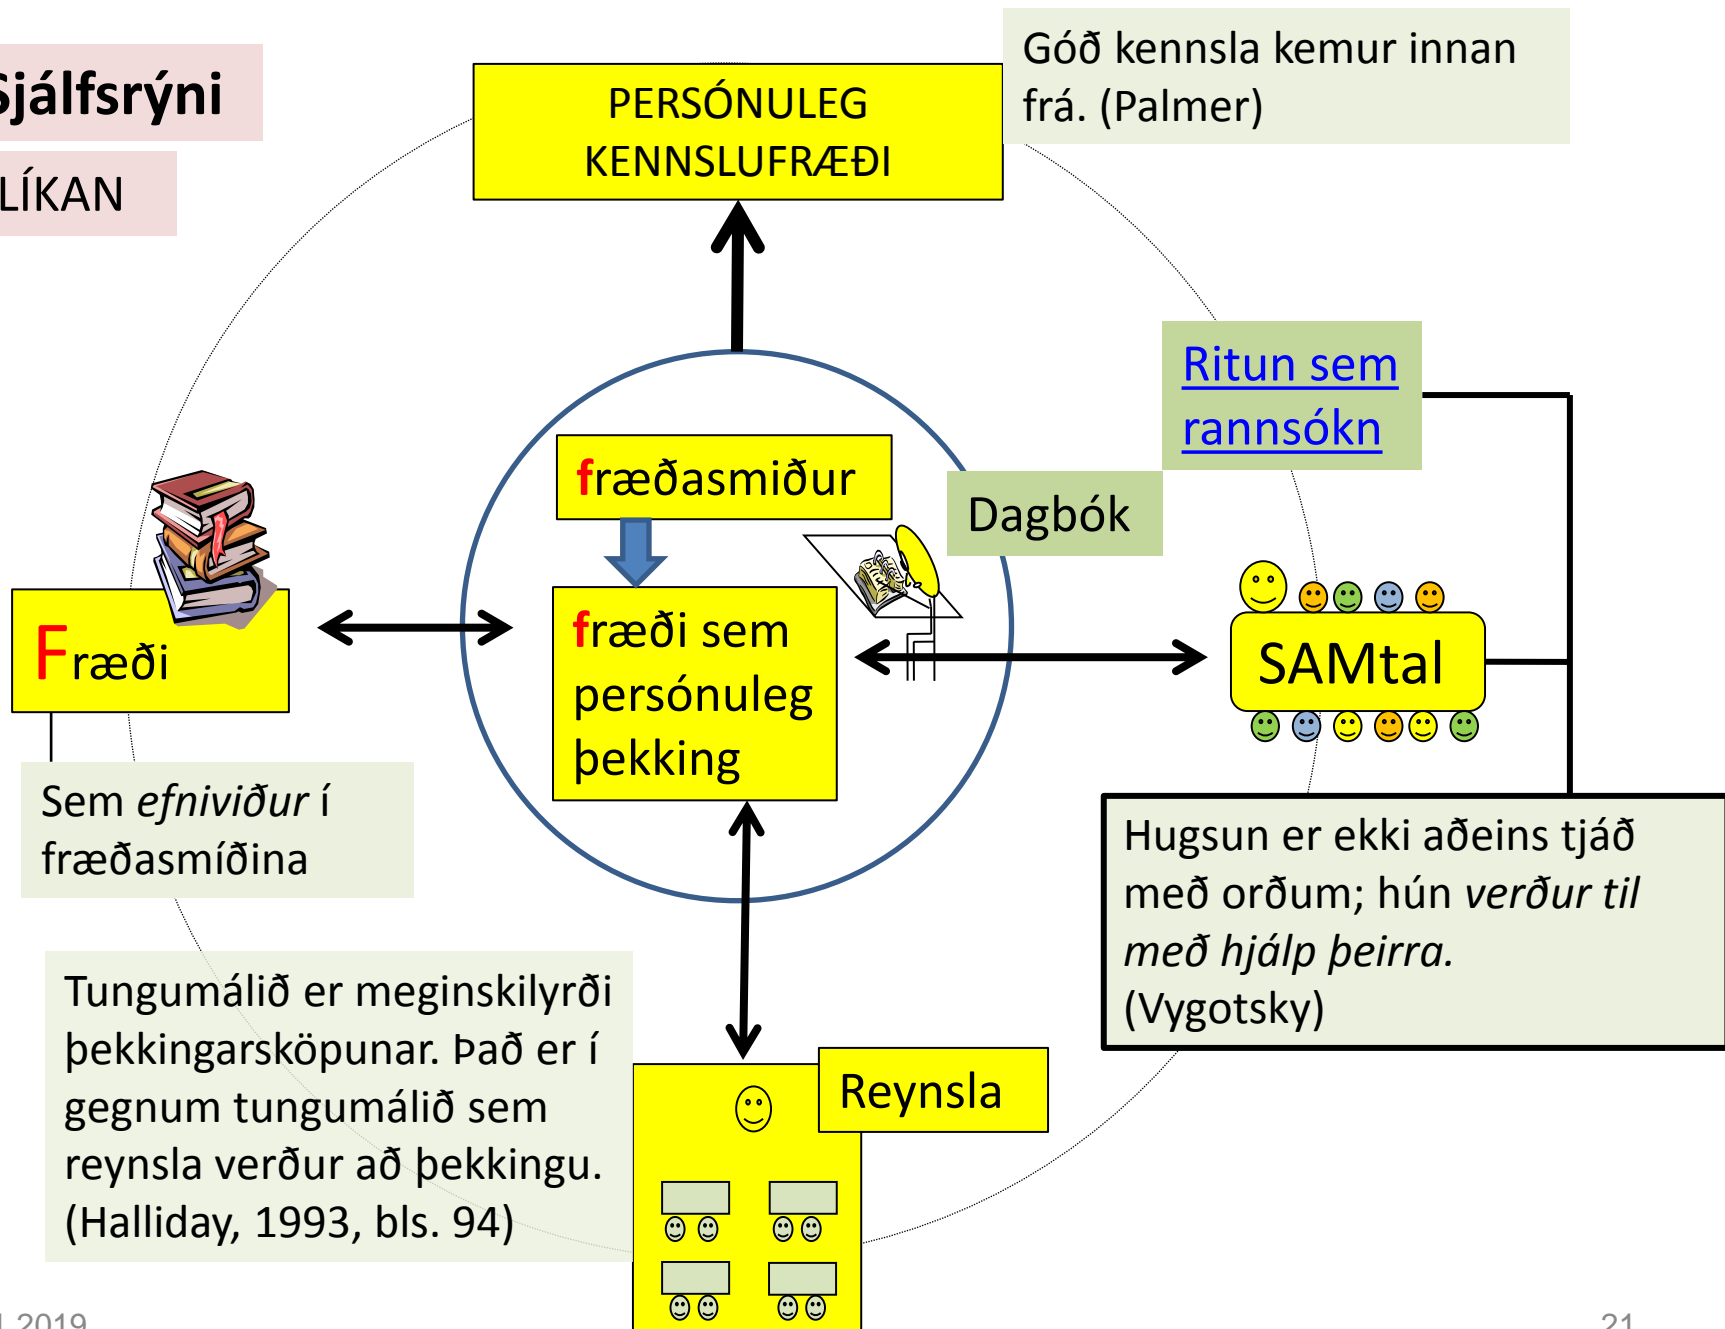 Sjálfsrýni
LÍKAN
PERSÓNULEG
KENNSLUFRÆÐI
Góð kennsla kemur innan
frá. (Palmer)
Ritun sem
rannsókn
fræðasmiður
Dagbók
Fræði
fræði sem
persónuleg
þekking
SAMtal
Sem efniviður í
fræðasmíðina
Hugsun er ekki aðeins tjáð
með orðum; hún verður til
með hjálp þeirra.
(Vygotsky)
Tungumálið er meginskilyrði
þekkingarsköpunar. Það er í
gegnum tungumálið sem
reynsla verður að þekkingu.
(Halliday, 1993, bls. 94)
Reynsla
.2019
21